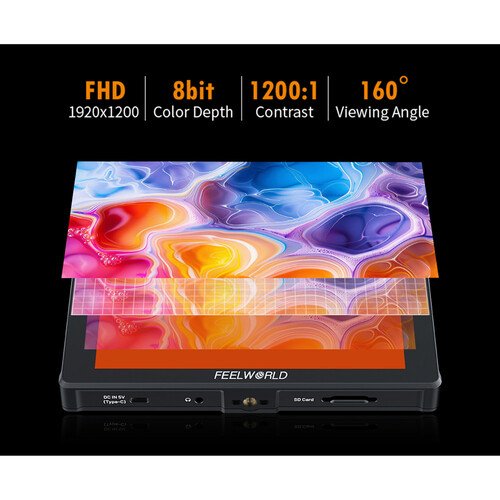 FHD
1920x1200
8bit
Color Depth
1200:1
Contrast
160°
Viewing Angle
FEELWORLD
DC IN 5V
(Type-C)
SD Card